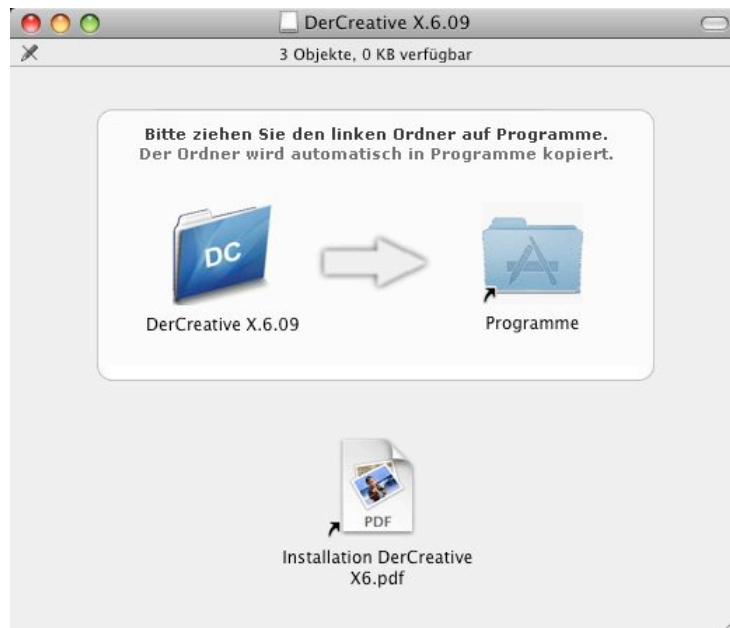 DerCreative X.6.09
3 Objekte, 0 KB verfügbar
Bitte ziehen Sie den linken Ordner auf Programme.
Der Ordner wird automatisch in Programme kopiert.
DC
DerCreative X.6.09
Programme
PDF
Installation DerCreative
X6.pdf